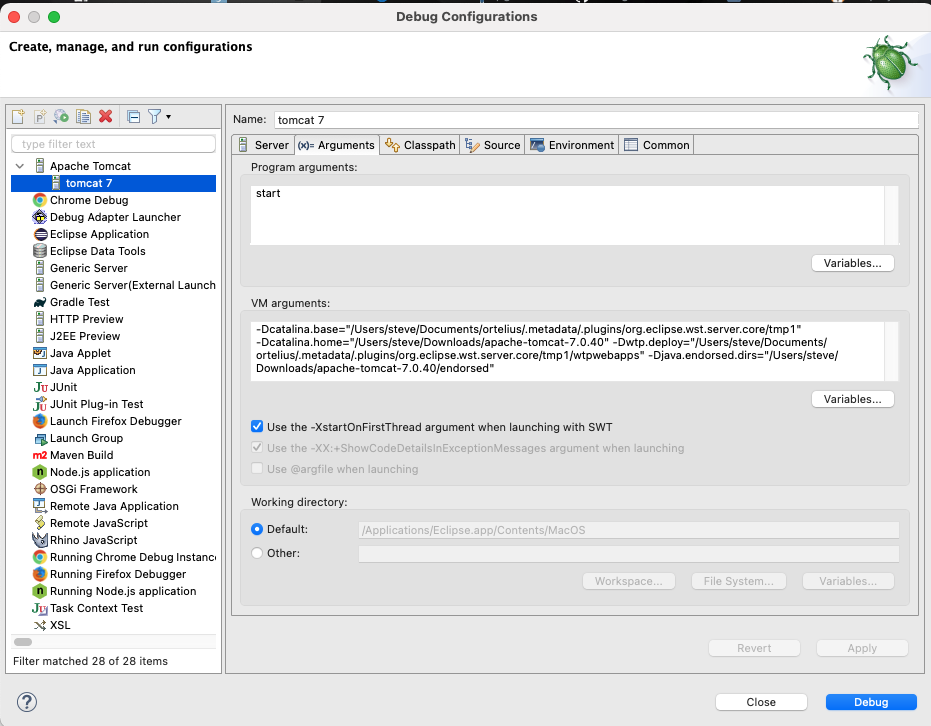 Debug Configurations
Create, manage, and run configurations
type filter text
Apache Tomcat
tomcat 7
Chrome Debug
Debug Adapter Launcher
Eclipse Application
Eclipse Data Tools
Generic Server
Generic Server(External Launch
Gradle Test
HTTP Preview
J2EE Preview
Java Applet
Java Application
JUnit
JUnit Plug-in Test
Launch Firefox Debugger
Launch Group
m2 Maven Build
Node.js application
OSGi Framework
Remote Java Application
Remote JavaScript
Rhino JavaScript
Running Chrome Debug Instanc
Running Firefox Debugger
Running Node.js application
Task Context Test
XSL
Filter matched 28 of 28 items
Name: tomcat 7
Server (x)= Arguments Classpath Source Environment Common
Program arguments:
start
Variables...
VM arguments:
-Dcatalina.base="/Users/steve/Documents/ortelius/.metadata/.plugins/org.eclipse.wst.server.core/tmp1"
-Dcatalina.home="/Users/steve/Downloads/apache-tomcat-7.0.40" -Dwtp.deploy="/Users/steve/Documents/
ortelius/.metadata/.plugins/org.eclipse.wst.server.core/tmp1/wtpwebapps" -Djava.endorsed.dirs="/Users/steve/
Downloads/apache-tomcat-7.0.40/endorsed"
Variables...
Use the -XstartOnFirstThread argument when launching with SWT
Use the -XX:+ShowCodeDetailsInExceptionMessages argument when launching
Use @argfile when launching
Working directory:
Default: /Applications/Eclipse.app/Contents/MacOS
Other:
Workspace... File System... Variables...
Revert Apply
? Close Debug